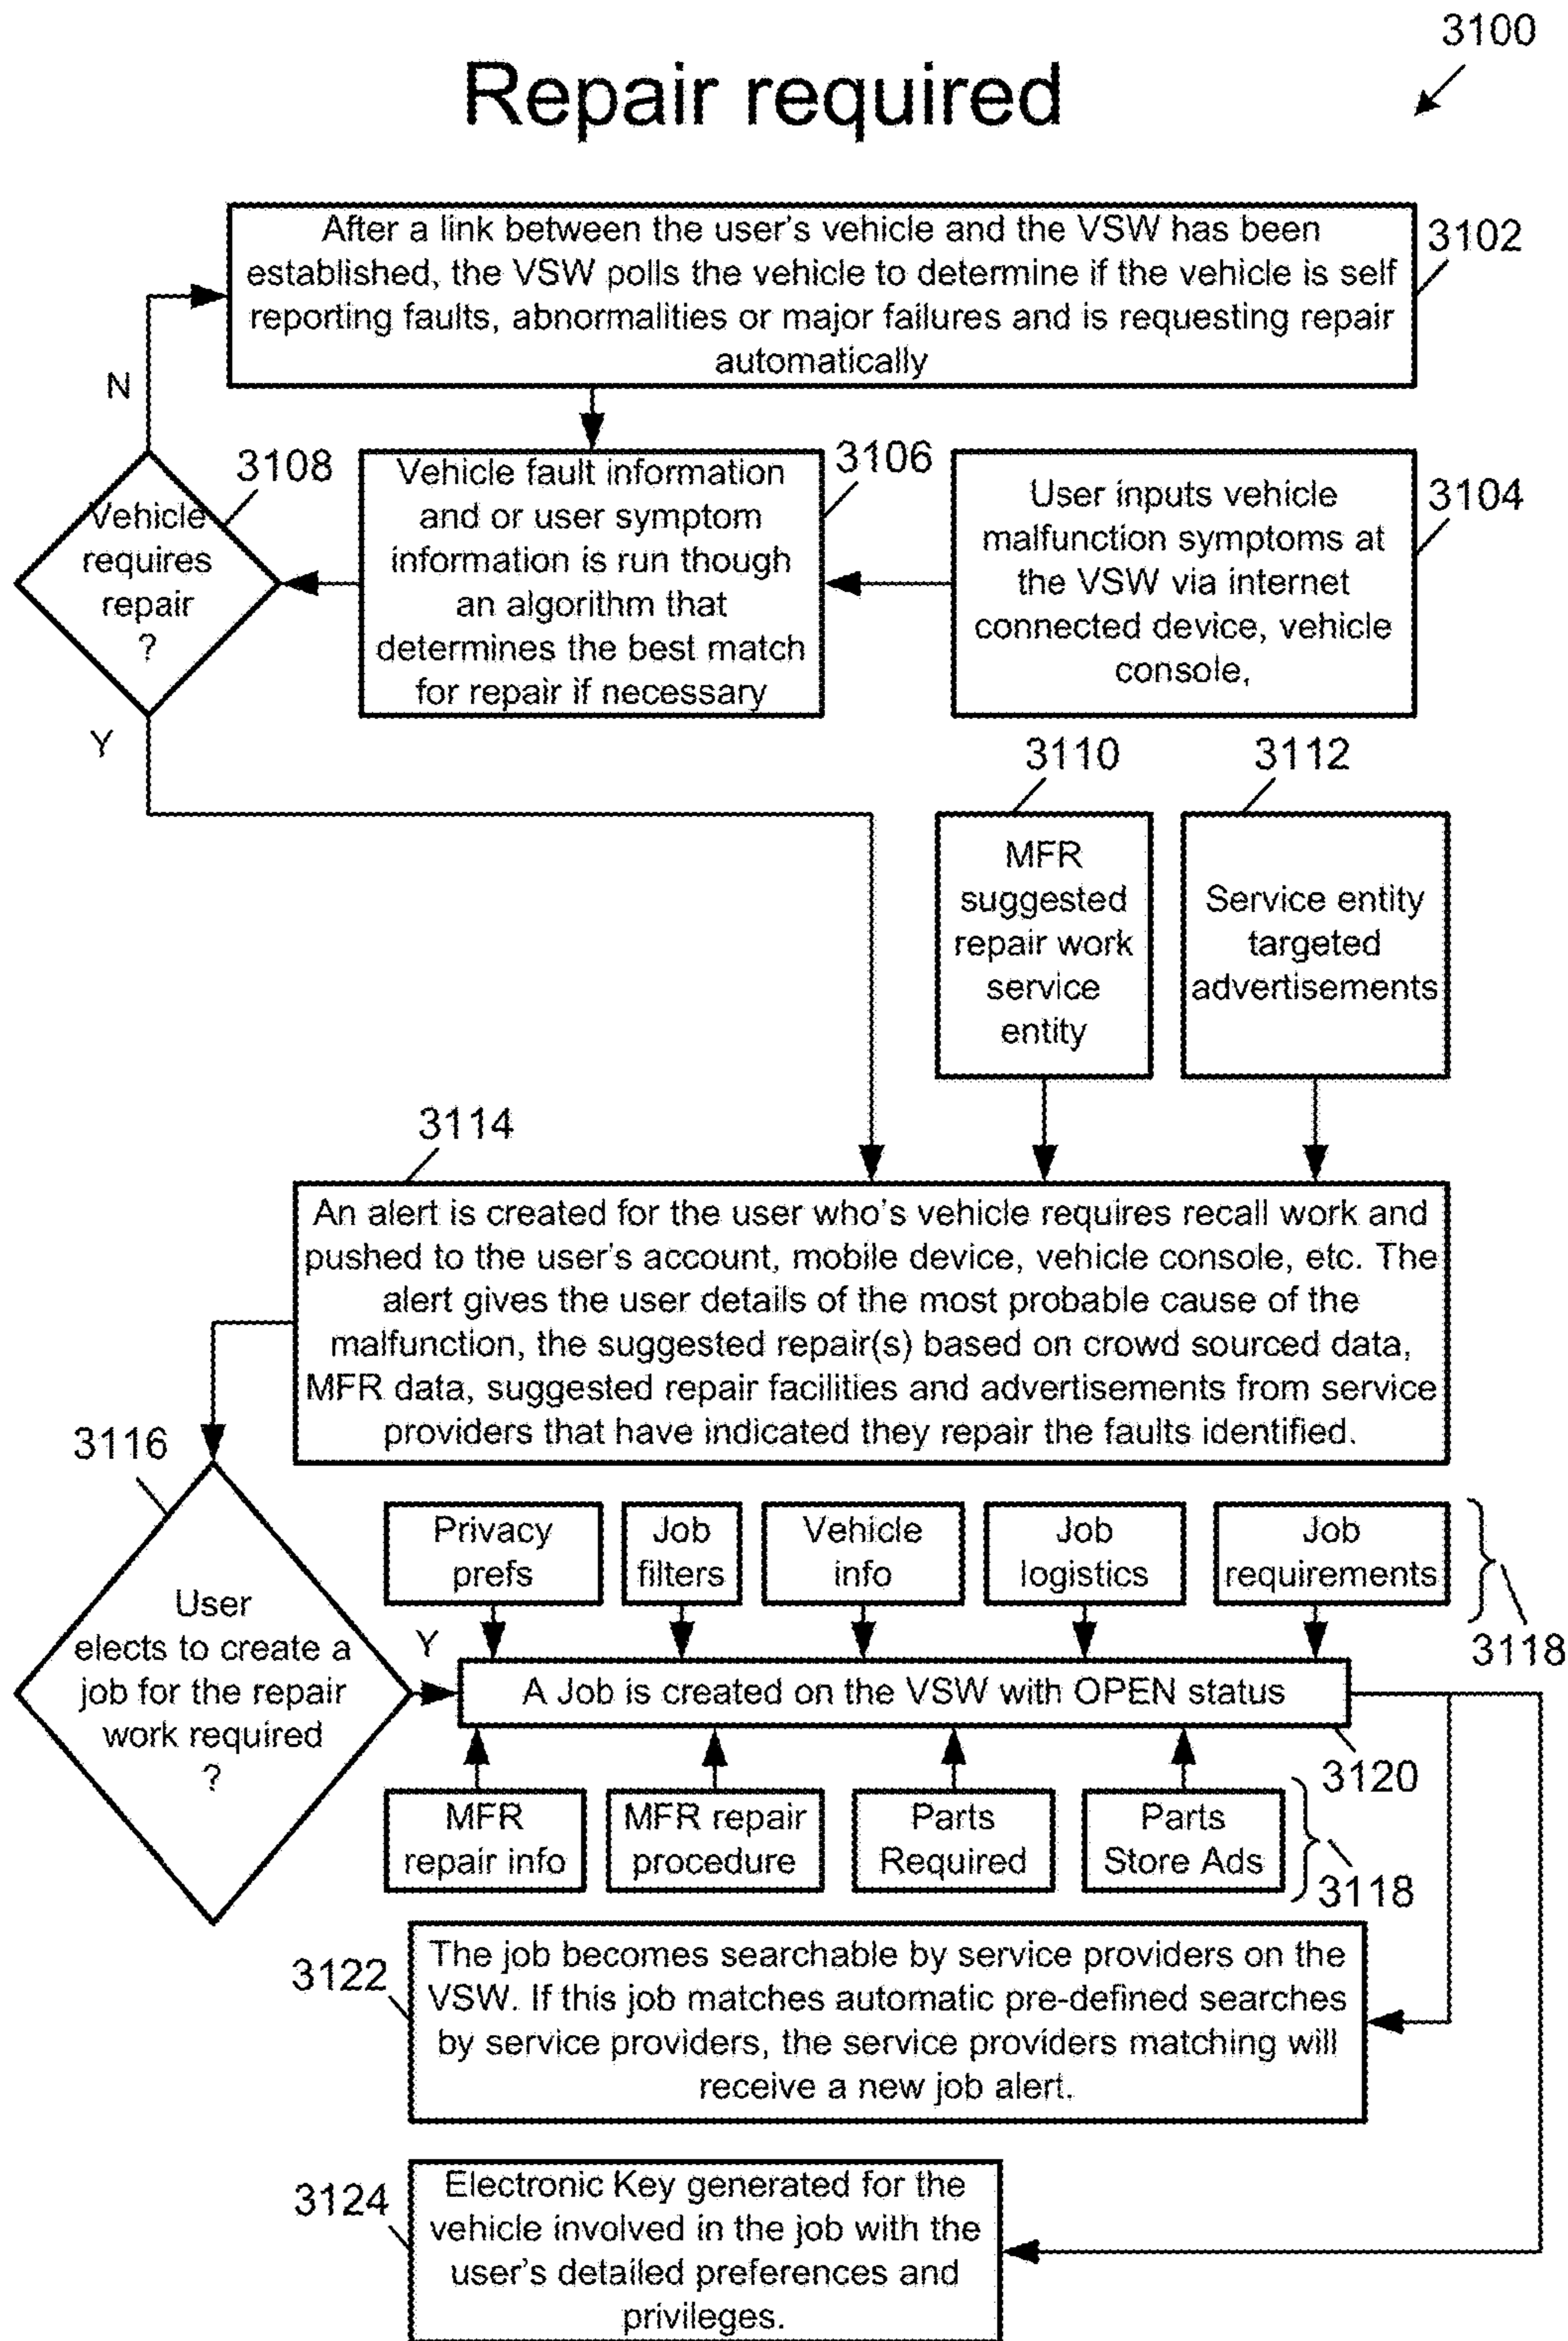 3100
Repair required
After a link between the user's vehicle and the VSW has been
established, the VSW polls the vehicle to determine if the vehicle is self
reporting faults, abnormalities or major failures and is requesting repair
automatically
3102
N
3108
Vehicle
requires
repair
?
Y
Vehicle fault information
and or user symptom
information is run though
an algorithm that
determines the best match
for repair if necessary
3106
User inputs vehicle
malfunction symptoms at
the VSW via internet
connected device, vehicle
console,
3104
3110
MFR
suggested
repair work
service
entity
3112
Service entity
targeted
advertisements
3114
An alert is created for the user who's vehicle requires recall work and
pushed to the user's account, mobile device, vehicle console, etc. The
alert gives the user details of the most probable cause of the
malfunction, the suggested repair(s) based on crowd sourced data,
MFR data, suggested repair facilities and advertisements from service
providers that have indicated they repair the faults identified.
3116
User
elects to create a
job for the repair
work required
?
Y
Privacy
prefs
Job
filters
Vehicle
info
Job
logistics
Job
requirements
3118
A Job is created on the VSW with OPEN status
3120
MFR
repair info
MFR repair
procedure
Parts
Required
Parts
Store Ads
3118
3122
The job becomes searchable by service providers on the
VSW. If this job matches automatic pre-defined searches
by service providers, the service providers matching will
receive a new job alert.
3124
Electronic Key generated for the
vehicle involved in the job with the
user's detailed preferences and
privileges.